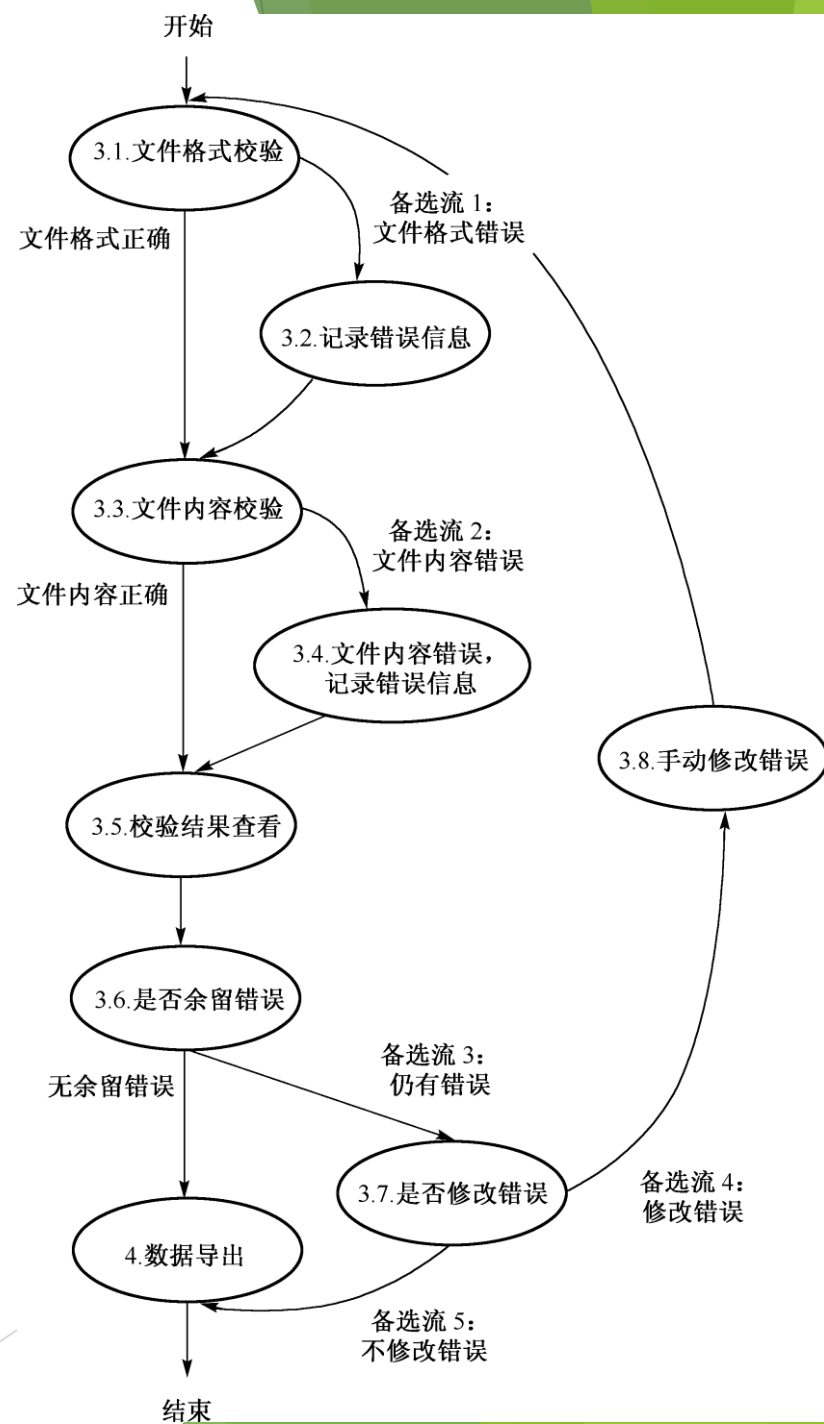 开始
3.1.文件格式校验
备选流 1：
文件格式错误
文件格式正确
3.2.记录错误信息
3.3.文件内容校验
备选流 2：
文件内容错误
文件内容正确
3.4.文件内容错误，
记录错误信息
3.8.手动修改错误
3.5.校验结果查看
3.6.是否余留错误
备选流 3：
仍有错误
无余留错误
3.7.是否修改错误
备选流 4：
修改错误
4.数据导出
备选流 5：
不修改错误
结束